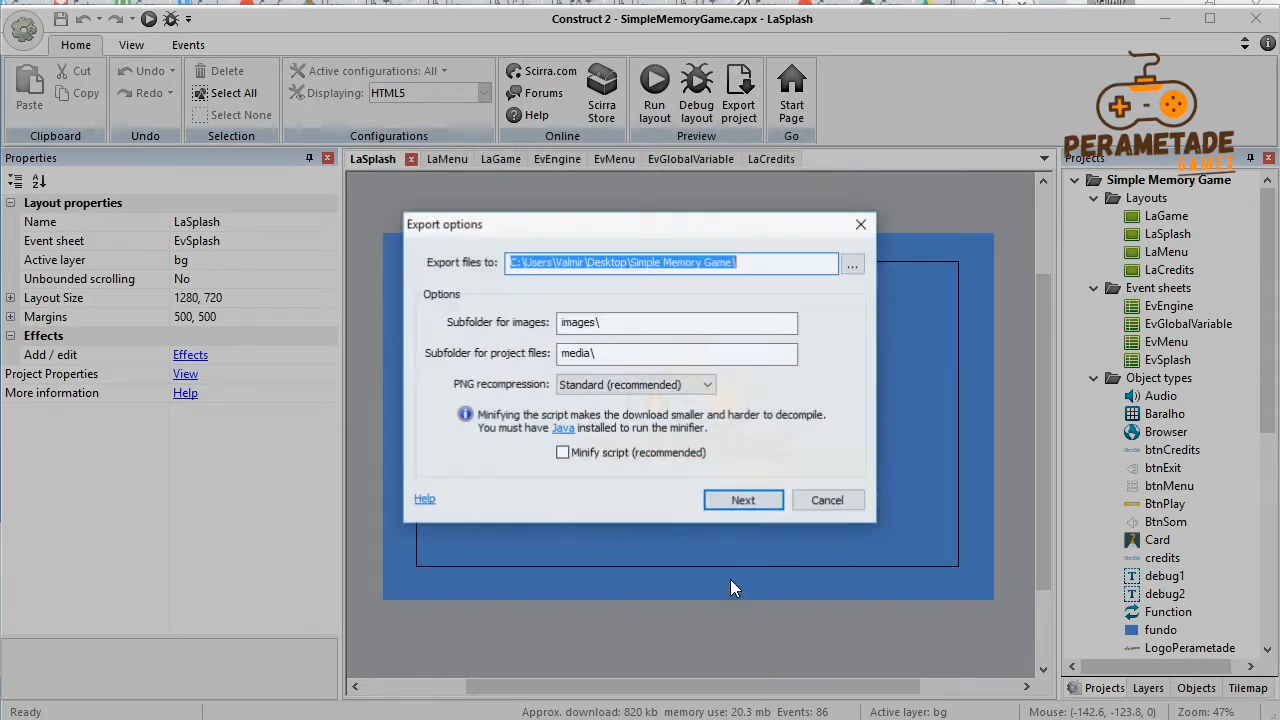 Construct 2 - SimpleMemoryGame.capx - LaSplash
Home
View
Events
Paste
Cut
Copy
Clipboard
Undo
Redo
Undo
Delete
Select All
Select None
Selection
Active configurations: All
Displaying: HTML5
Configurations
Scirra.com
Forums
Help
Scirra
Store
Online
Run
layout
Debug
layout
Export
project
Preview
Start
Page
Go
PERAMETADE
GAMES
Properties
Layout properties
Name LaSplash
Event sheet EvSplash
Active layer bg
Unbounded scrolling No
Layout Size 1280, 720
Margins 500, 500
Effects
Add / edit Effects
Project Properties View
More information Help
LaSplash
LaMenu
LaGame
EvEngine
EvMenu
EvGlobalVariable
LaCredits
Export options
Export files to: C:\Users\Valmir\Desktop\Simple Memory Game\
...
Options
Subfolder for images: images\
Subfolder for project files: media\
PNG recompression: Standard (recommended)
Minifying the script makes the download smaller and harder to decompile.
You must have Java installed to run the minifier.
Minify script (recommended)
Help
Next
Cancel
Projects
Simple Memory Game
Layouts
LaGame
LaSplash
LaMenu
LaCredits
Event sheets
EvEngine
EvGlobalVariable
EvMenu
EvSplash
Object types
Audio
Baralho
Browser
btnCredits
btnExit
btnMenu
BtnPlay
BtnSom
Card
credits
debug1
debug2
Function
fundo
LogoPerametade
Projects
Layers
Objects
Tilemap
Ready
Approx. download: 820 kb
memory use: 20.3 mb
Events: 86
Active layer: bg
Mouse: (-142.6, -123.8, 0)
Zoom: 47%